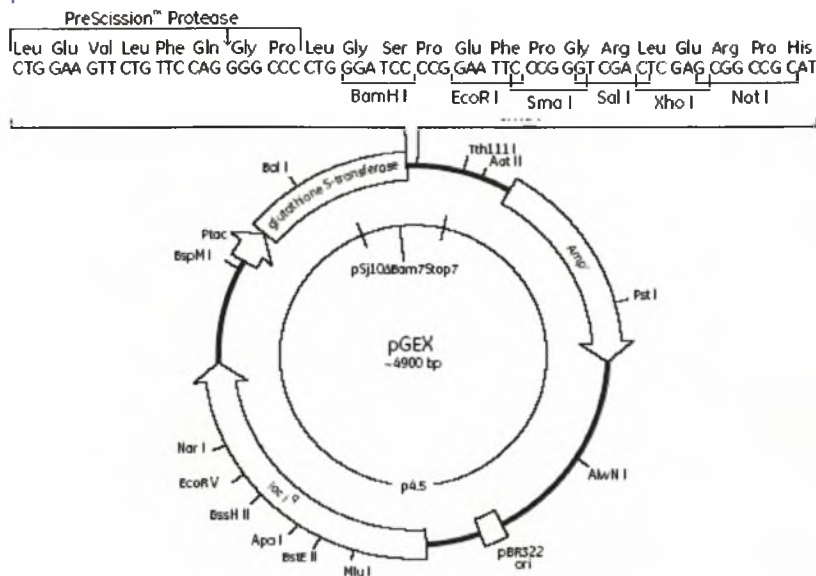 PreScission™ Protease
Leu Glu Val Leu Phe Gln Gly Pro Leu Gly Ser Pro Glu Phe Pro Gly Arg Leu Glu Arg Pro His
CTG GAA GTT CTG TTC CAG GGG CCC CTG GGA TCC CCG GAA TTC CCG GGT CGA CTC GAG CGG CCG CAT
BamH I
EcoR I
Sma I
Sal I
Xho I
Not I
Tth111 I
Aat II
Bal I
glutathione S-transferase
Ptac
BspM I
Ampʳ
Pst I
pSj10ΔBam7Stop7
pGEX
~4900 bp
Nar I
EcoR V
BssH II
Apa I
BstE II
Mlu I
lac I q
p4.5
AlwN I
pBR322
ori